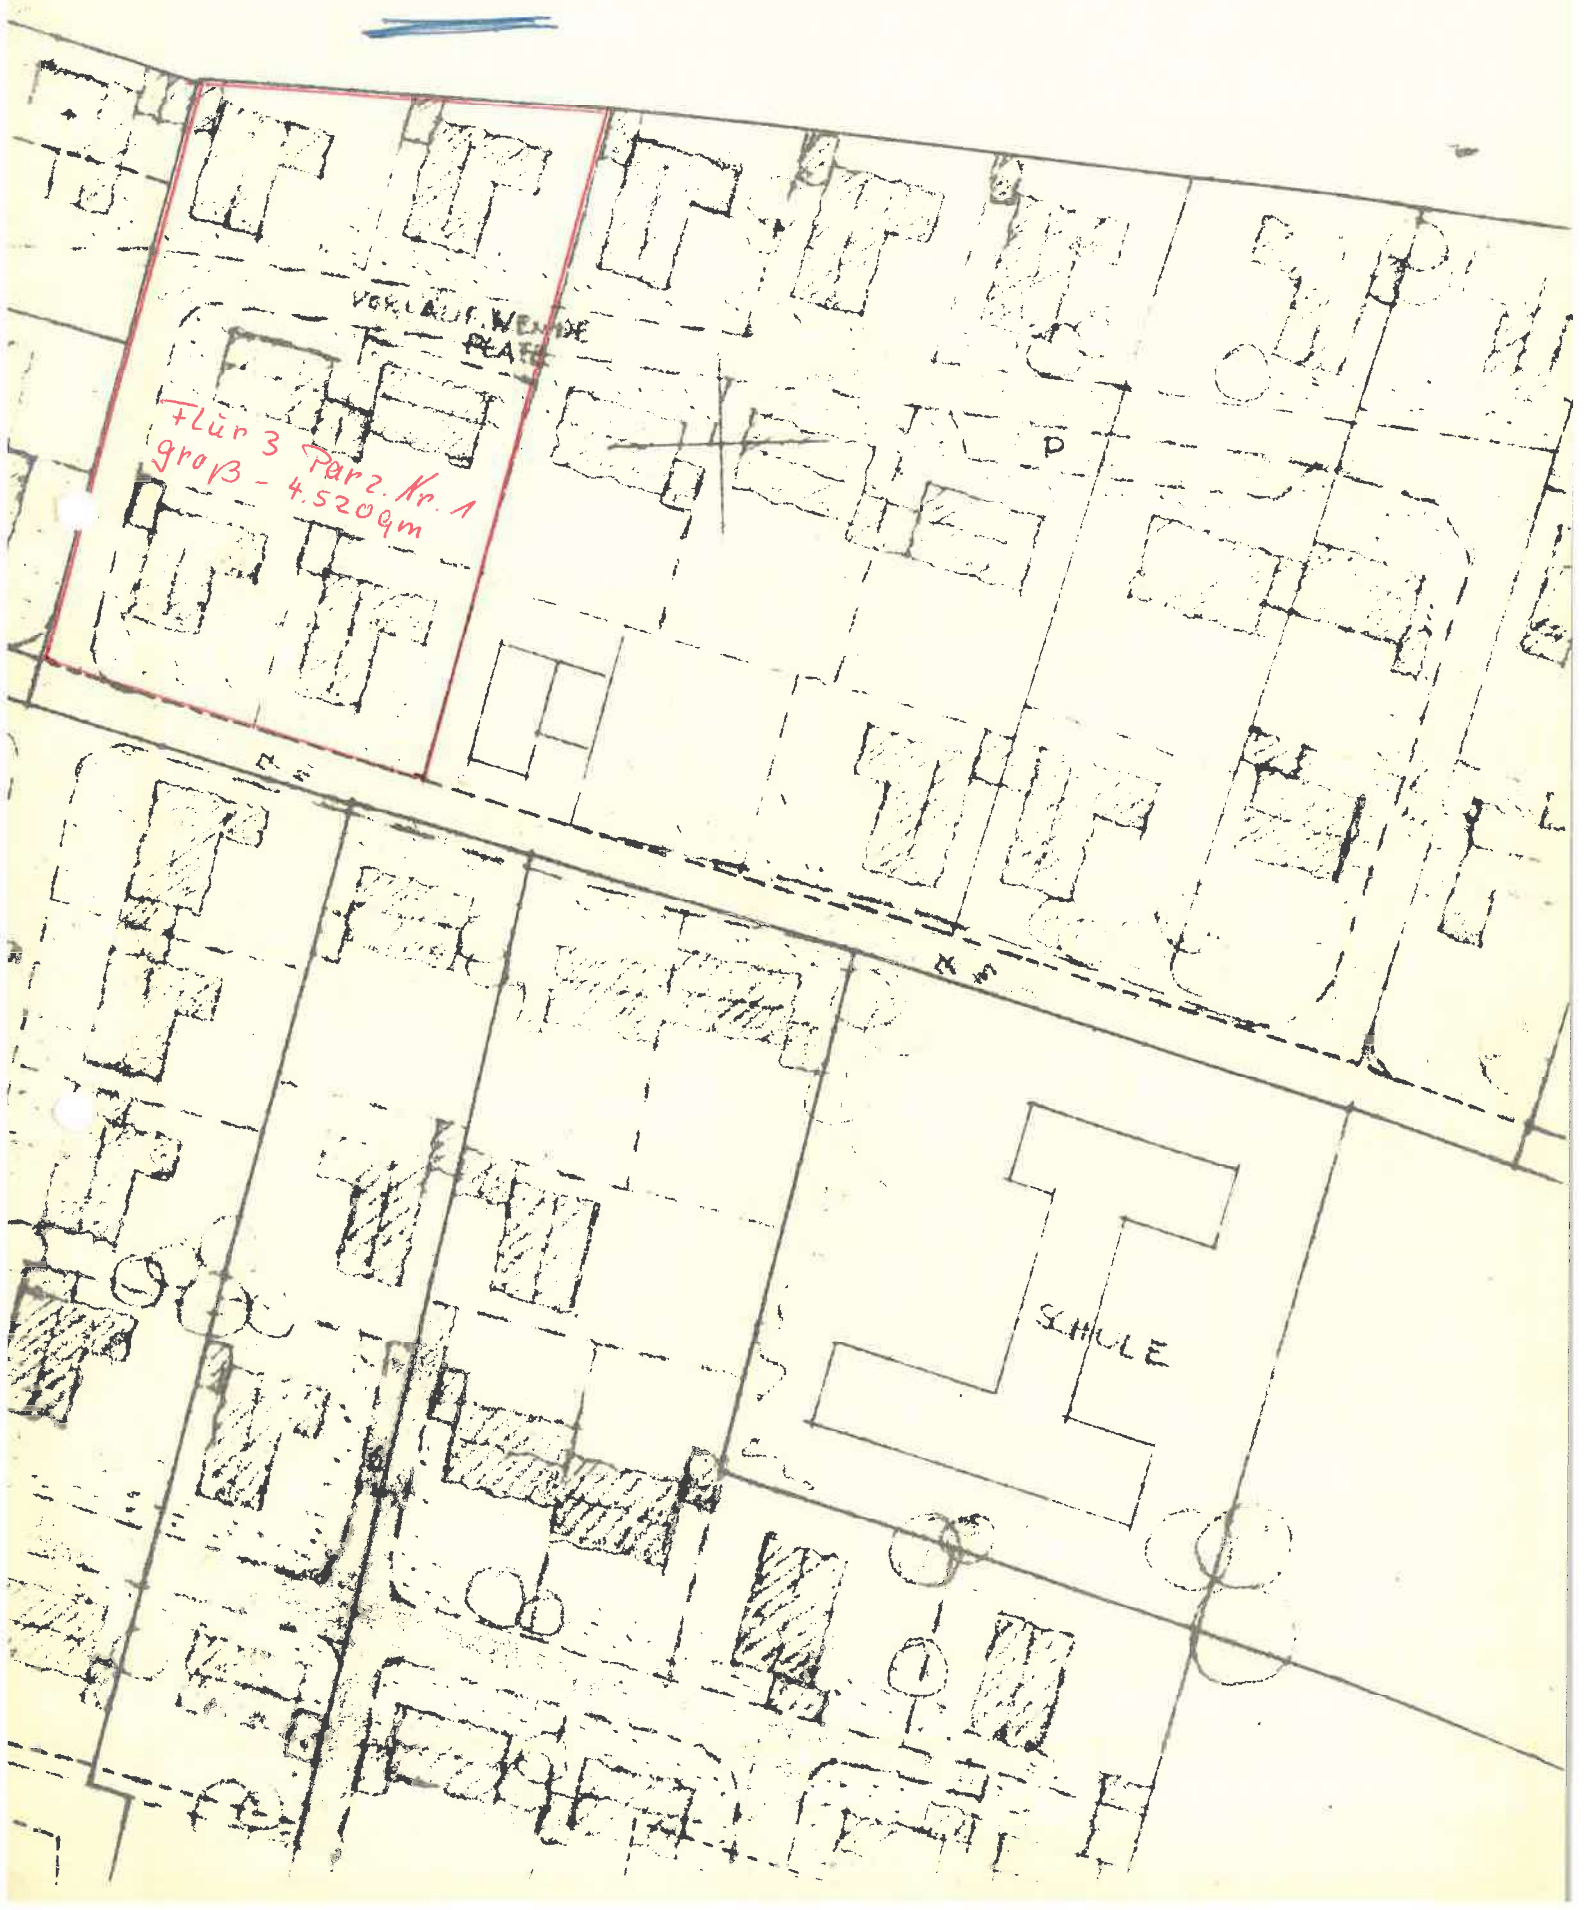 VORLÄUF. WENDE
PLATZ
Flur 3 Parz. Nr. 1
groß - 4.520qm
P
SCHULE